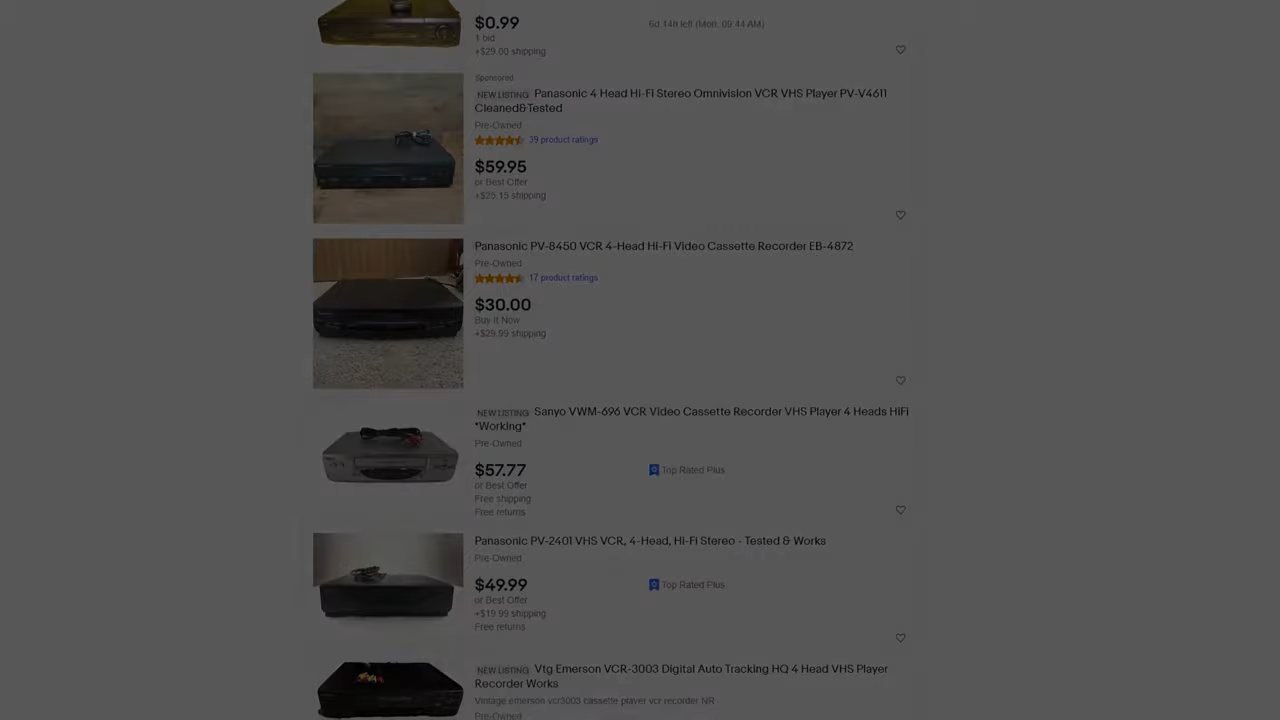 $0.99
6d 14h left (Mon, 09:44 AM)
1 bid
+$29.00 shipping
Sponsored
NEW LISTING Panasonic 4 Head Hi-Fi Stereo Omnivision VCR VHS Player PV-V4611
Cleaned&Tested
Pre-Owned
39 product ratings
$59.95
or Best Offer
+$25.15 shipping
Panasonic PV-8450 VCR 4-Head Hi-Fi Video Cassette Recorder EB-4872
Pre-Owned
17 product ratings
$30.00
Buy It Now
+$29.99 shipping
NEW LISTING Sanyo VWM-696 VCR Video Cassette Recorder VHS Player 4 Heads HiFi
*Working*
Pre-Owned
$57.77
Top Rated Plus
or Best Offer
Free shipping
Free returns
Panasonic PV-2401 VHS VCR, 4-Head, Hi-Fi Stereo - Tested & Works
Pre-Owned
$49.99
Top Rated Plus
or Best Offer
+$19.99 shipping
Free returns
NEW LISTING Vtg Emerson VCR-3003 Digital Auto Tracking HQ 4 Head VHS Player
Recorder Works
Vintage emerson vcr3003 cassette player vcr recorder NR
Pre-Owned